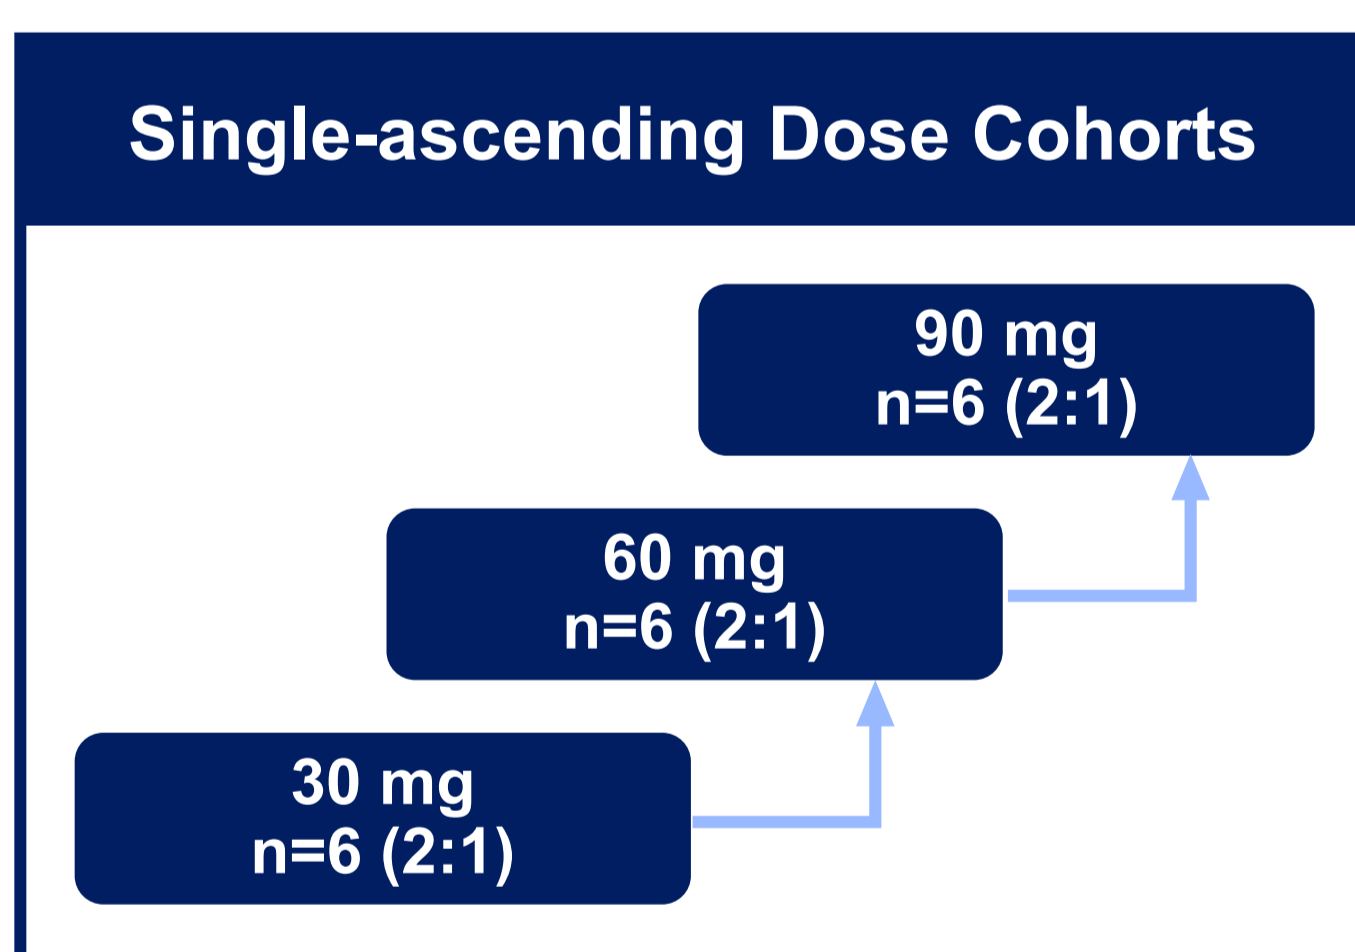 Single-ascending Dose Cohorts
90 mg
n=6 (2:1)
60 mg
n=6 (2:1)
30 mg
n=6 (2:1)